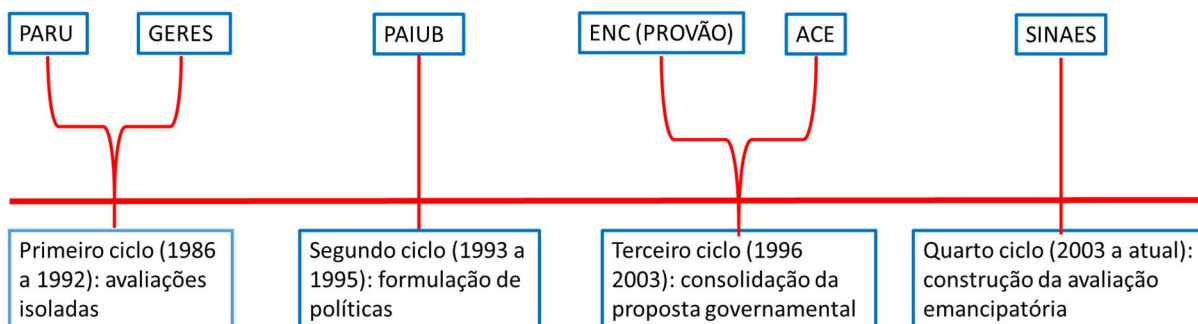 PARU
GERES
PAIUB
ENC (PROVÃO)
ACE
SINAES
Primeiro ciclo (1986
a 1992): avaliações
isoladas
Segundo ciclo (1993 a
1995): formulação de
políticas
Terceiro ciclo (1996
2003): consolidação da
proposta governamental
Quarto ciclo (2003 a atual):
construção da avaliação
emancipatória